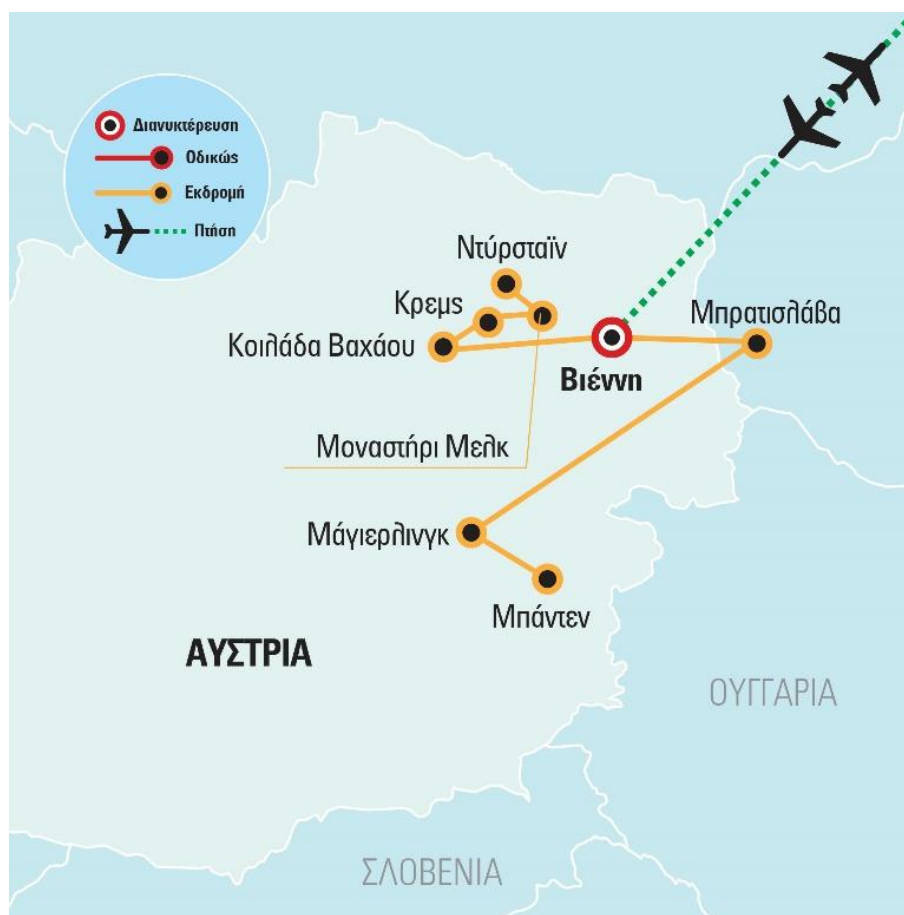 Διανυκτέρευση
Οδικώς
Εκδρομή
Πτήση
Ντύρσταϊν
Κρεμς
Μπρατισλάβα
Κοιλάδα Βαχάου
Βιέννη
Μοναστήρι Μελκ
Μάγιερλινγκ
Μπάντεν
ΑΥΣΤΡΙΑ
ΟΥΓΓΑΡΙΑ
ΣΛΟΒΕΝΙΑ